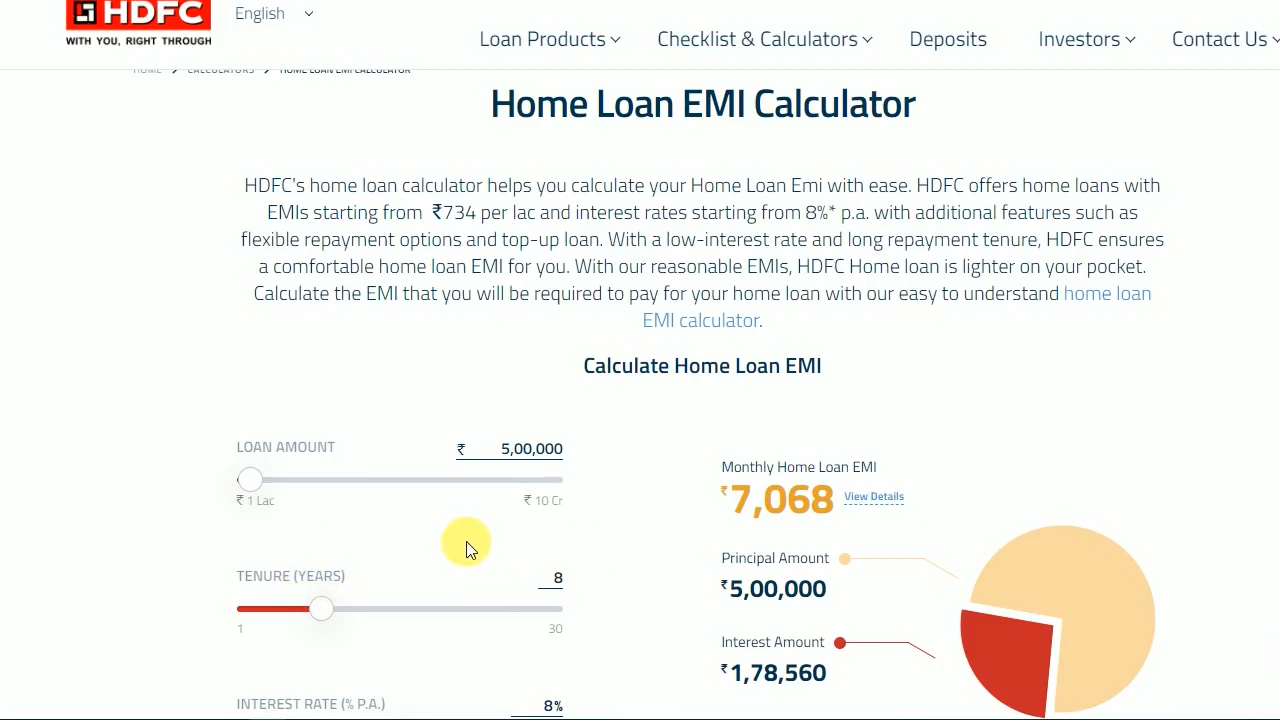 HDFC
WITH YOU, RIGHT THROUGH
English
Loan Products
Checklist & Calculators
Deposits
Investors
Contact Us
HOME > CALCULATORS > HOME LOAN EMI CALCULATOR
Home Loan EMI Calculator
HDFC's home loan calculator helps you calculate your Home Loan Emi with ease. HDFC offers home loans with
EMIs starting from ₹734 per lac and interest rates starting from 8%* p.a. with additional features such as
flexible repayment options and top-up loan. With a low-interest rate and long repayment tenure, HDFC ensures
a comfortable home loan EMI for you. With our reasonable EMIs, HDFC Home loan is lighter on your pocket.
Calculate the EMI that you will be required to pay for your home loan with our easy to understand home loan
EMI calculator.
Calculate Home Loan EMI
LOAN AMOUNT ₹ 5,00,000
₹ 1 Lac ₹ 10 Cr
TENURE (YEARS) 8
1 30
INTEREST RATE (% P.A.) 8%
Monthly Home Loan EMI
₹7,068 View Details
Principal Amount
₹5,00,000
Interest Amount
₹1,78,560